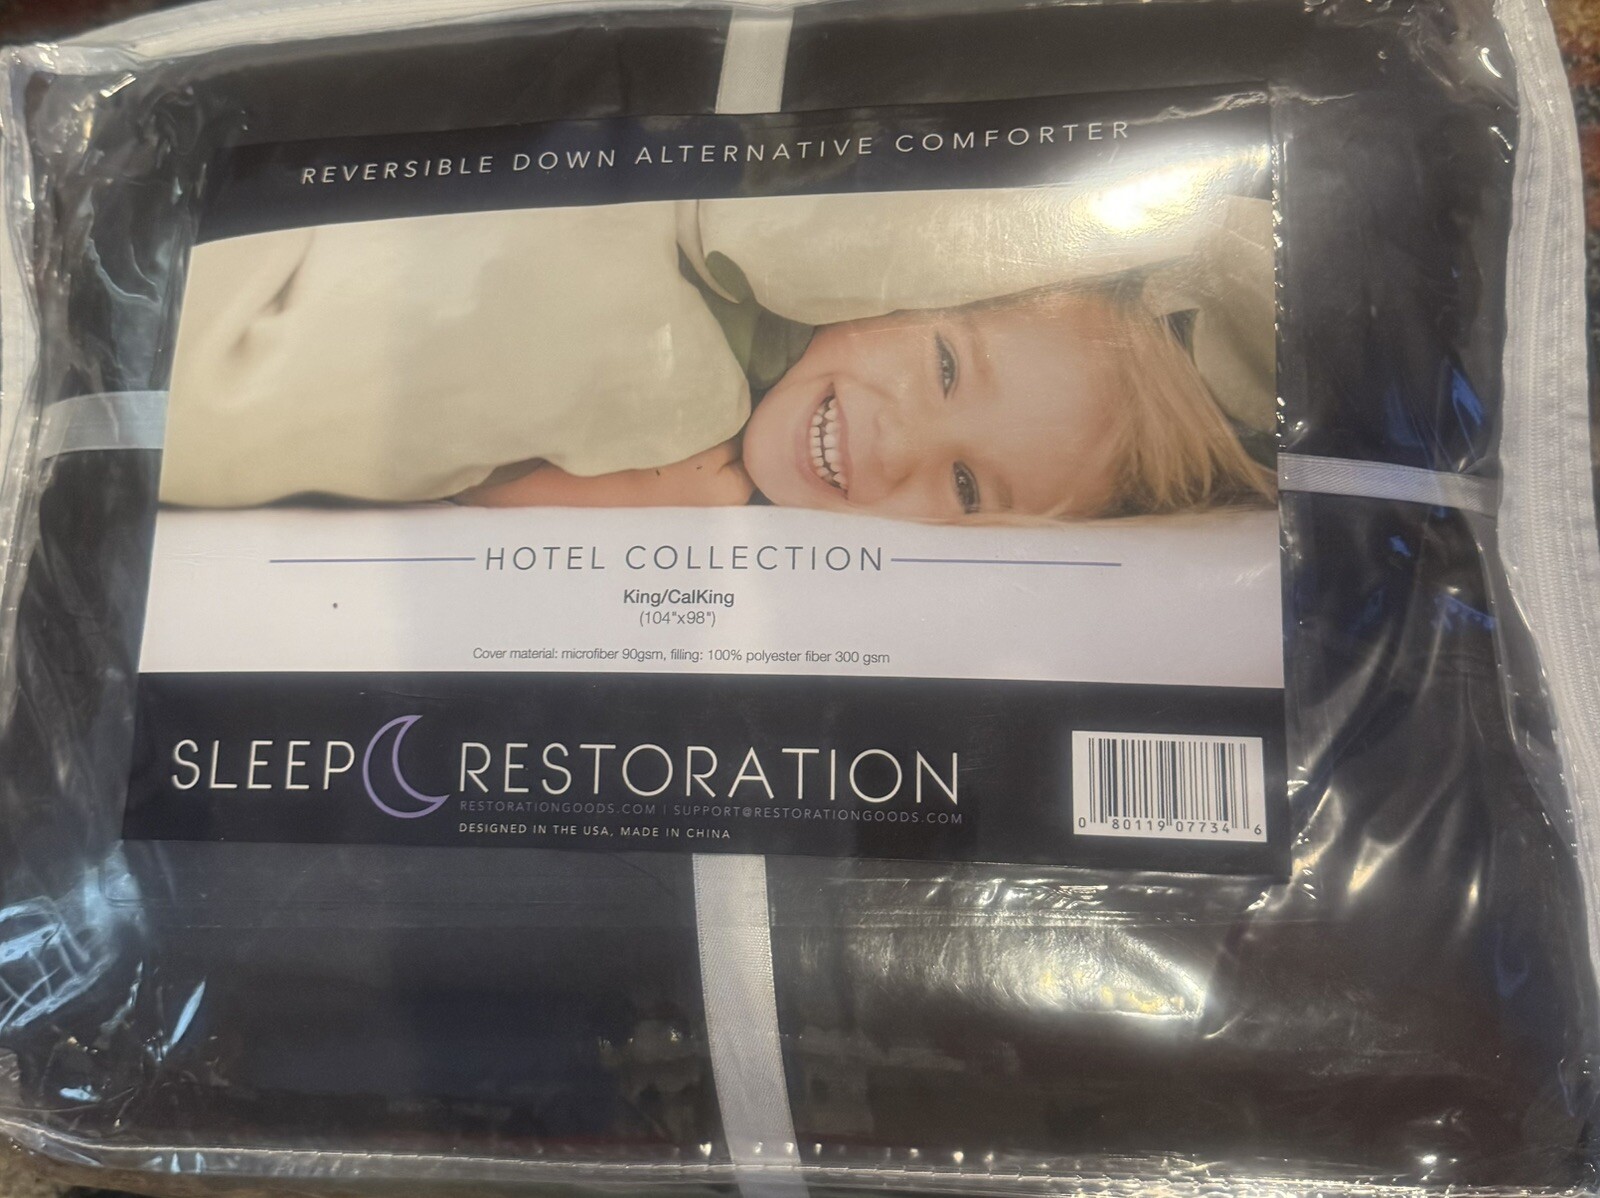 REVERSIBLE DOWN ALTERNATIVE COMFORTER
HOTEL COLLECTION
King/CalKing
(104"x98")
Cover material: microfiber 90gsm, filling: 100% polyester fiber 300 gsm
SLEEP RESTORATION
RESTORATIONGOODS.COM | SUPPORT@RESTORATIONGOODS.COM
DESIGNED IN THE USA, MADE IN CHINA
0 80119 07734 6